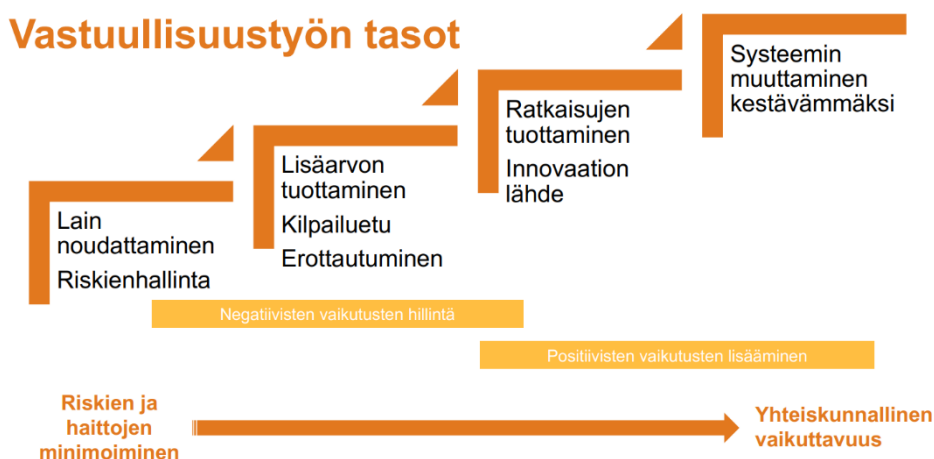 Vastuullisuustyön tasot
Lain
noudattaminen
Riskienhallinta
Lisäarvon
tuottaminen
Kilpailuetu
Erottautuminen
Ratkaisujen
tuottaminen
Innovaation
lähde
Systeemin
muuttaminen
kestävämmäksi
Negatiivisten vaikutusten hillintä
Positiivisten vaikutusten lisääminen
Riskien ja
haittojen
minimoiminen
Yhteiskunnallinen
vaikuttavuus